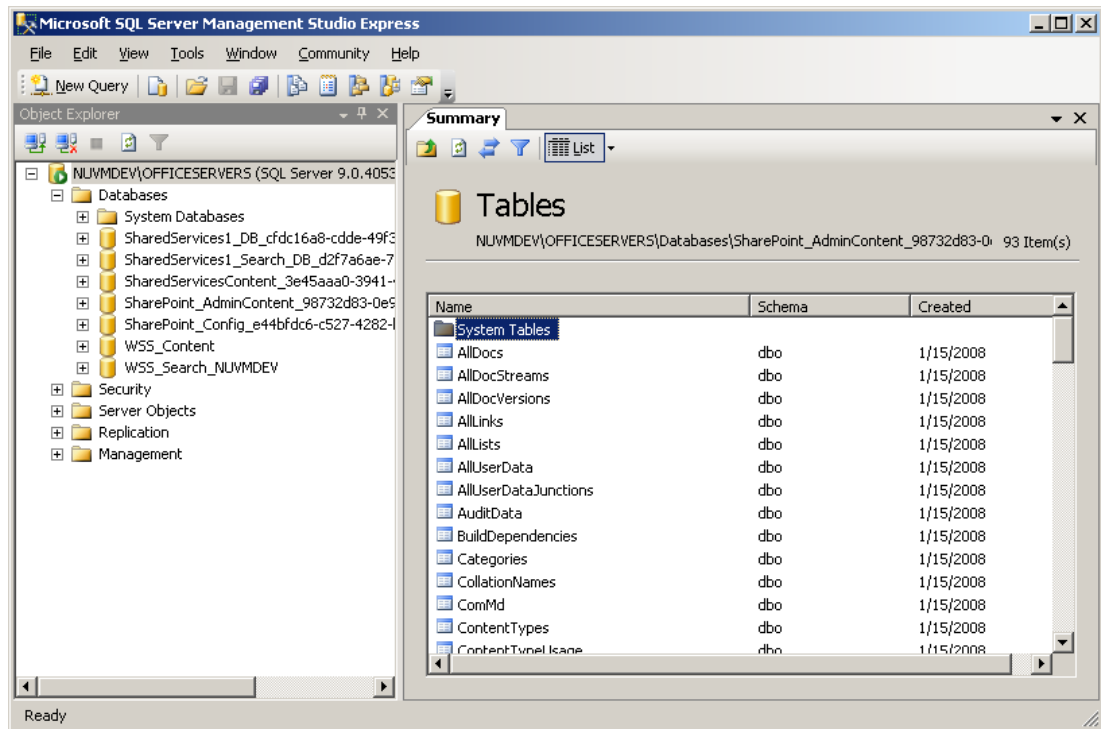 Microsoft SQL Server Management Studio Express
File Edit View Tools Window Community Help
New Query
Object Explorer
NUVMDEV\OFFICESERVERS (SQL Server 9.0.4053
Databases
System Databases
SharedServices1_DB_cfdc16a8-cdde-49f3
SharedServices1_Search_DB_d2f7a6ae-7
SharedServicesContent_3e45aaa0-3941-
SharePoint_AdminContent_98732d83-0e9
SharePoint_Config_e44bfdc6-c527-4282-
WSS_Content
WSS_Search_NUVMDEV
Security
Server Objects
Replication
Management
Summary
List
Tables
NUVMDEV\OFFICESERVERS\Databases\SharePoint_AdminContent_98732d83-0 93 Item(s)
Name Schema Created
System Tables
AllDocs dbo 1/15/2008
AllDocStreams dbo 1/15/2008
AllDocVersions dbo 1/15/2008
AllLinks dbo 1/15/2008
AllLists dbo 1/15/2008
AllUserData dbo 1/15/2008
AllUserDataJunctions dbo 1/15/2008
AuditData dbo 1/15/2008
BuildDependencies dbo 1/15/2008
Categories dbo 1/15/2008
CollationNames dbo 1/15/2008
ComMd dbo 1/15/2008
ContentTypes dbo 1/15/2008
ContentTypeUsage dbo 1/15/2008
Ready